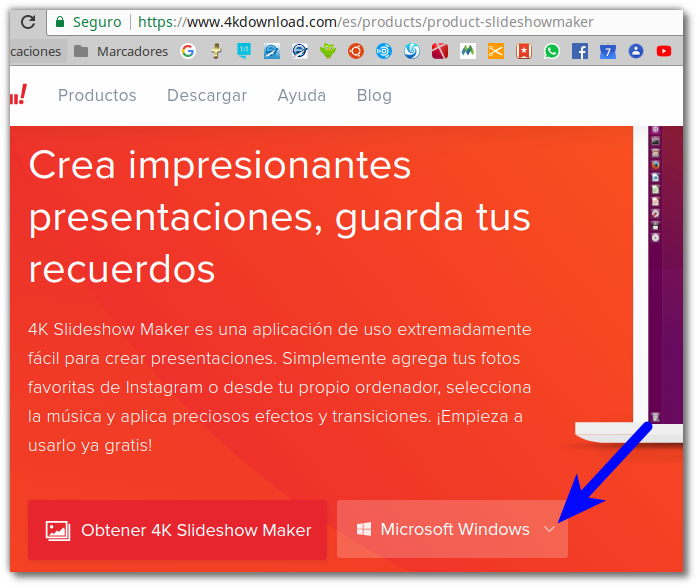 Seguro
https://www.4kdownload.com/es/products/product-slideshowmaker
caciones
Marcadores
Productos Descargar Ayuda Blog
Crea impresionantes
presentaciones, guarda tus
recuerdos
4K Slideshow Maker es una aplicación de uso extremadamente
fácil para crear presentaciones. Simplemente agrega tus fotos
favoritas de Instagram o desde tu propio ordenador, selecciona
la música y aplica preciosos efectos y transiciones. ¡Empieza a
usarlo ya gratis!
Obtener 4K Slideshow Maker
Microsoft Windows